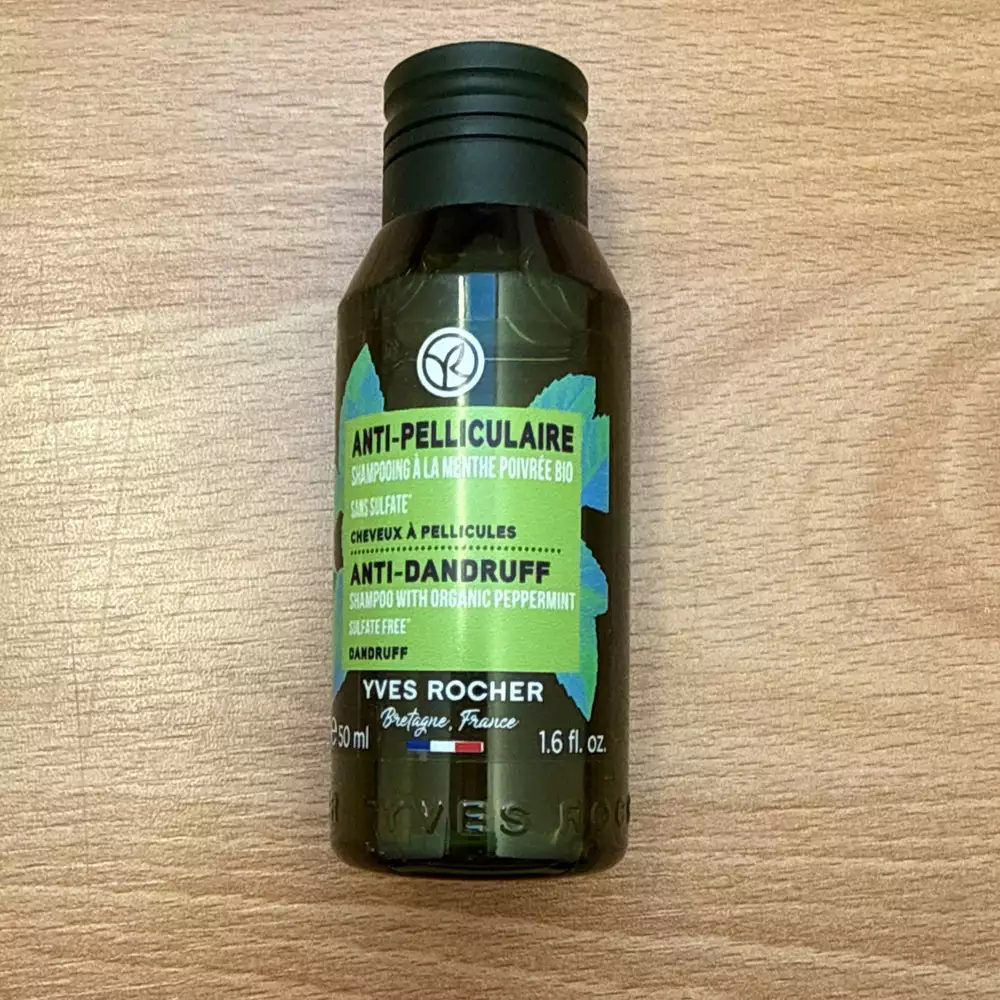 ANTI-PELLICULAIRE
SHAMPOOING À LA MENTHE POIVRÉE BIO
SANS SULFATE*
CHEVEUX À PELLICULES
ANTI-DANDRUFF
SHAMPOO WITH ORGANIC PEPPERMINT
SULFATE FREE*
DANDRUFF
YVES ROCHER
Bretagne, France
e 50 ml 1.6 fl. oz.
R YVES ROC